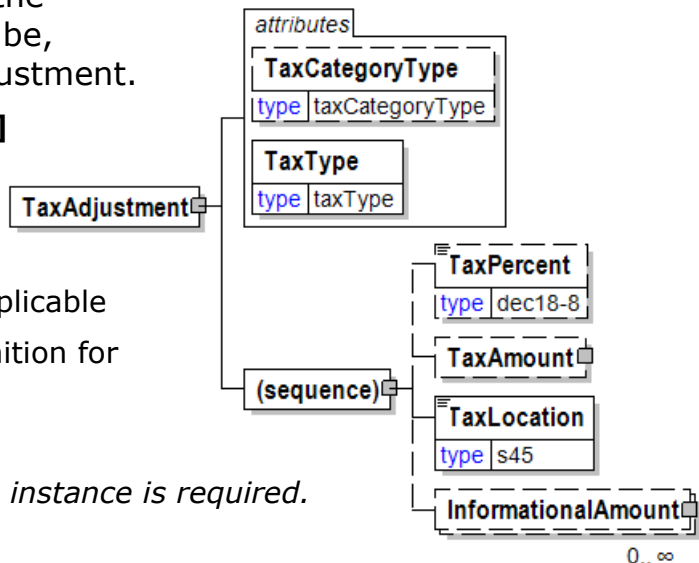 the
be,
ustment.
]
plicable
ition for
instance is required.
attributes
TaxCategoryType
type taxCategoryType
TaxType
type taxType
TaxAdjustment
TaxPercent
type dec18-8
TaxAmount
(sequence)
TaxLocation
type s45
InformationalAmount
0.. ∞